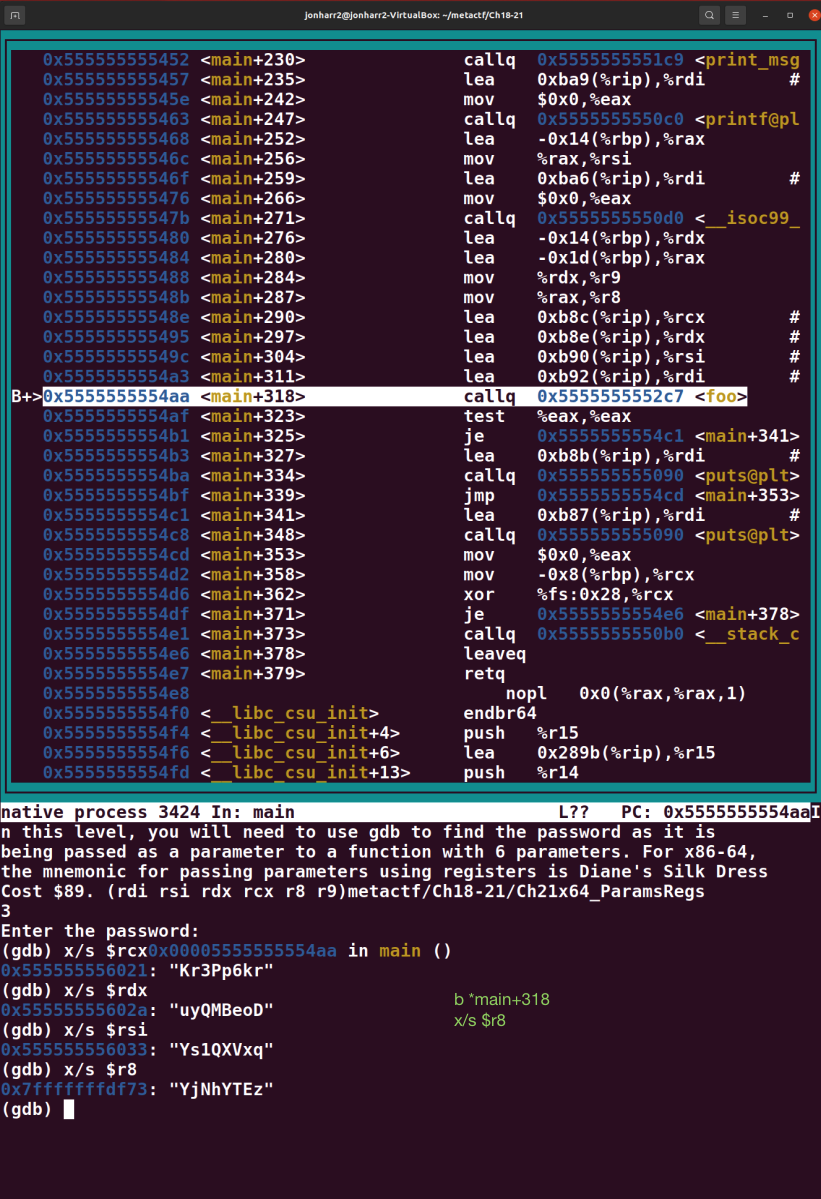 jonharr2@jonharr2-VirtualBox: ~/metactf/Ch18-21
0x555555555452 <main+230> callq 0x5555555551c9 <print_msg
0x555555555457 <main+235> lea 0xba9(%rip),%rdi #
0x55555555545e <main+242> mov $0x0,%eax
0x555555555463 <main+247> callq 0x5555555550c0 <printf@pl
0x555555555468 <main+252> lea -0x14(%rbp),%rax
0x55555555546c <main+256> mov %rax,%rsi
0x55555555546f <main+259> lea 0xba6(%rip),%rdi #
0x555555555476 <main+266> mov $0x0,%eax
0x55555555547b <main+271> callq 0x5555555550d0 <__isoc99_
0x555555555480 <main+276> lea -0x14(%rbp),%rdx
0x555555555484 <main+280> lea -0x1d(%rbp),%rax
0x555555555488 <main+284> mov %rdx,%r9
0x55555555548b <main+287> mov %rax,%r8
0x55555555548e <main+290> lea 0xb8c(%rip),%rcx #
0x555555555495 <main+297> lea 0xb8e(%rip),%rdx #
0x55555555549c <main+304> lea 0xb90(%rip),%rsi #
0x5555555554a3 <main+311> lea 0xb92(%rip),%rdi #
B+>0x5555555554aa <main+318> callq 0x5555555552c7 <foo>
0x5555555554af <main+323> test %eax,%eax
0x5555555554b1 <main+325> je 0x5555555554c1 <main+341>
0x5555555554b3 <main+327> lea 0xb8b(%rip),%rdi #
0x5555555554ba <main+334> callq 0x555555555090 <puts@plt>
0x5555555554bf <main+339> jmp 0x5555555554cd <main+353>
0x5555555554c1 <main+341> lea 0xb87(%rip),%rdi #
0x5555555554c8 <main+348> callq 0x555555555090 <puts@plt>
0x5555555554cd <main+353> mov $0x0,%eax
0x5555555554d2 <main+358> mov -0x8(%rbp),%rcx
0x5555555554d6 <main+362> xor %fs:0x28,%rcx
0x5555555554df <main+371> je 0x5555555554e6 <main+378>
0x5555555554e1 <main+373> callq 0x5555555550b0 <__stack_c
0x5555555554e6 <main+378> leaveq
0x5555555554e7 <main+379> retq
0x5555555554e8 nopl 0x0(%rax,%rax,1)
0x5555555554f0 <__libc_csu_init> endbr64
0x5555555554f4 <__libc_csu_init+4> push %r15
0x5555555554f6 <__libc_csu_init+6> lea 0x289b(%rip),%r15
0x5555555554fd <__libc_csu_init+13> push %r14
native process 3424 In: main L?? PC: 0x5555555554aaI
n this level, you will need to use gdb to find the password as it is
being passed as a parameter to a function with 6 parameters. For x86-64,
the mnemonic for passing parameters using registers is Diane's Silk Dress
Cost $89. (rdi rsi rdx rcx r8 r9)metactf/Ch18-21/Ch21x64_ParamsRegs
3
Enter the password:
(gdb) x/s $rcx0x00005555555554aa in main ()
0x555555556021: "Kr3Pp6kr"
(gdb) x/s $rdx
0x55555555602a: "uyQMBeoD"
(gdb) x/s $rsi
0x555555556033: "Ys1QXVxq"
(gdb) x/s $r8
0x7fffffffdf73: "YjNhYTEz"
(gdb)
b *main+318
x/s $r8